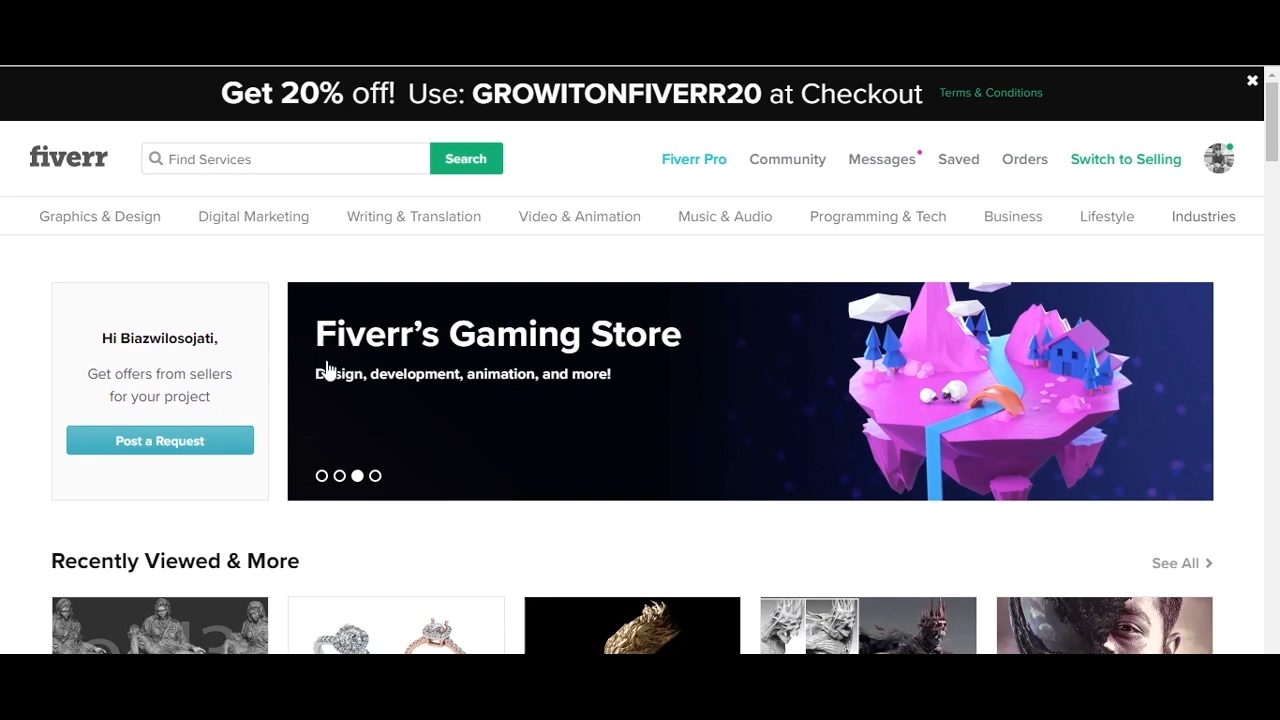 Get 20% off! Use: GROWITONFIVERR20 at Checkout Terms & Conditions
fiverr
Find Services
Search
Fiverr Pro
Community
Messages
Saved
Orders
Switch to Selling
Graphics & Design
Digital Marketing
Writing & Translation
Video & Animation
Music & Audio
Programming & Tech
Business
Lifestyle
Industries
Hi Biazwilosojati,
Get offers from sellers
for your project
Post a Request
Fiverr's Gaming Store
Design, development, animation, and more!
Recently Viewed & More
See All